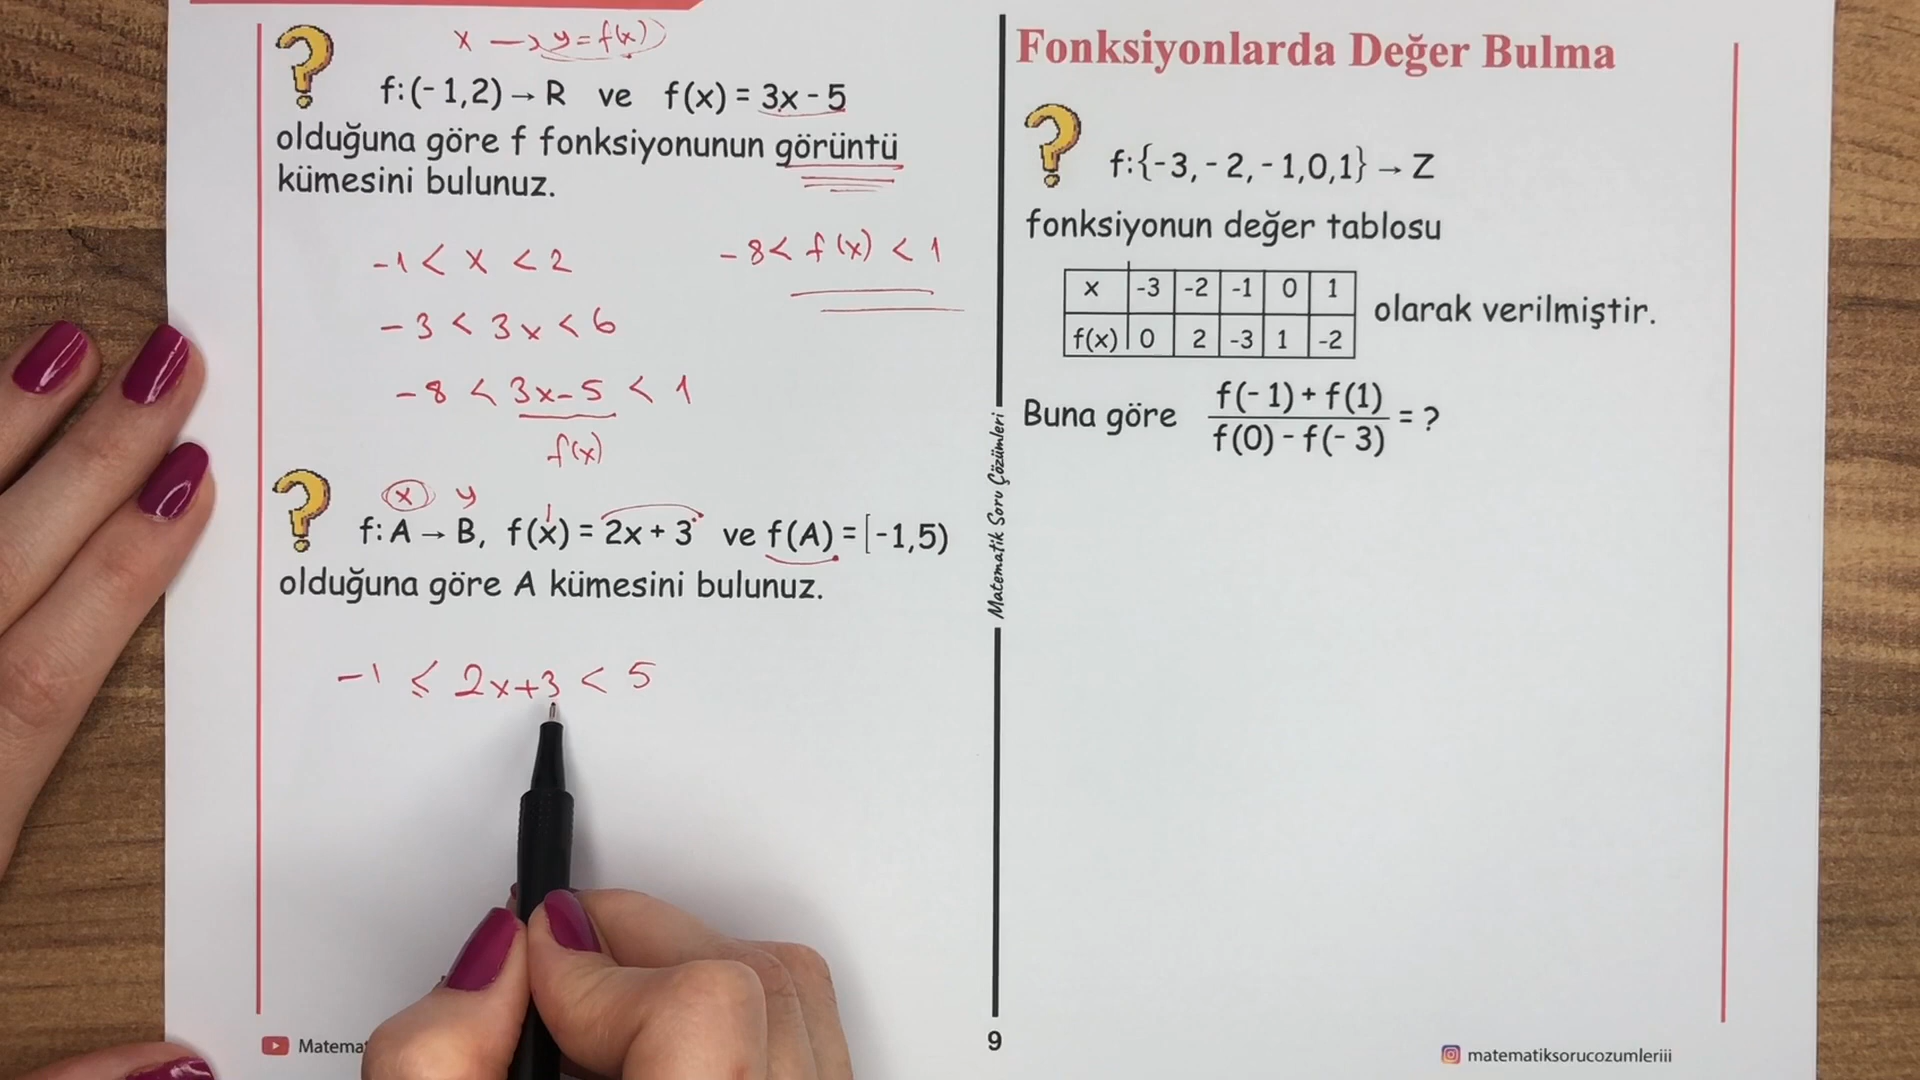 x → y = f(x)
f:(-1,2) → R ve f(x) = 3x - 5
olduğuna göre f fonksiyonunun görüntü
kümesini bulunuz.
-1 < x < 2
-8 < f(x) < 1
-3 < 3x < 6
-8 < 3x-5 < 1
f(x)
x y
f: A → B, f(x) = 2x + 3 ve f(A) = [-1,5)
olduğuna göre A kümesini bulunuz.
-1 ≤ 2x+3 < 5
Matematik Soru Çözümleri
Fonksiyonlarda Değer Bulma
f:{-3, -2, -1,0,1} → Z
fonksiyonun değer tablosu
x -3 -2 -1 0 1
f(x) 0 2 -3 1 -2
olarak verilmiştir.
Buna göre f(-1) + f(1) / f(0) - f(-3) = ?
9
matematiksorucozumleriii